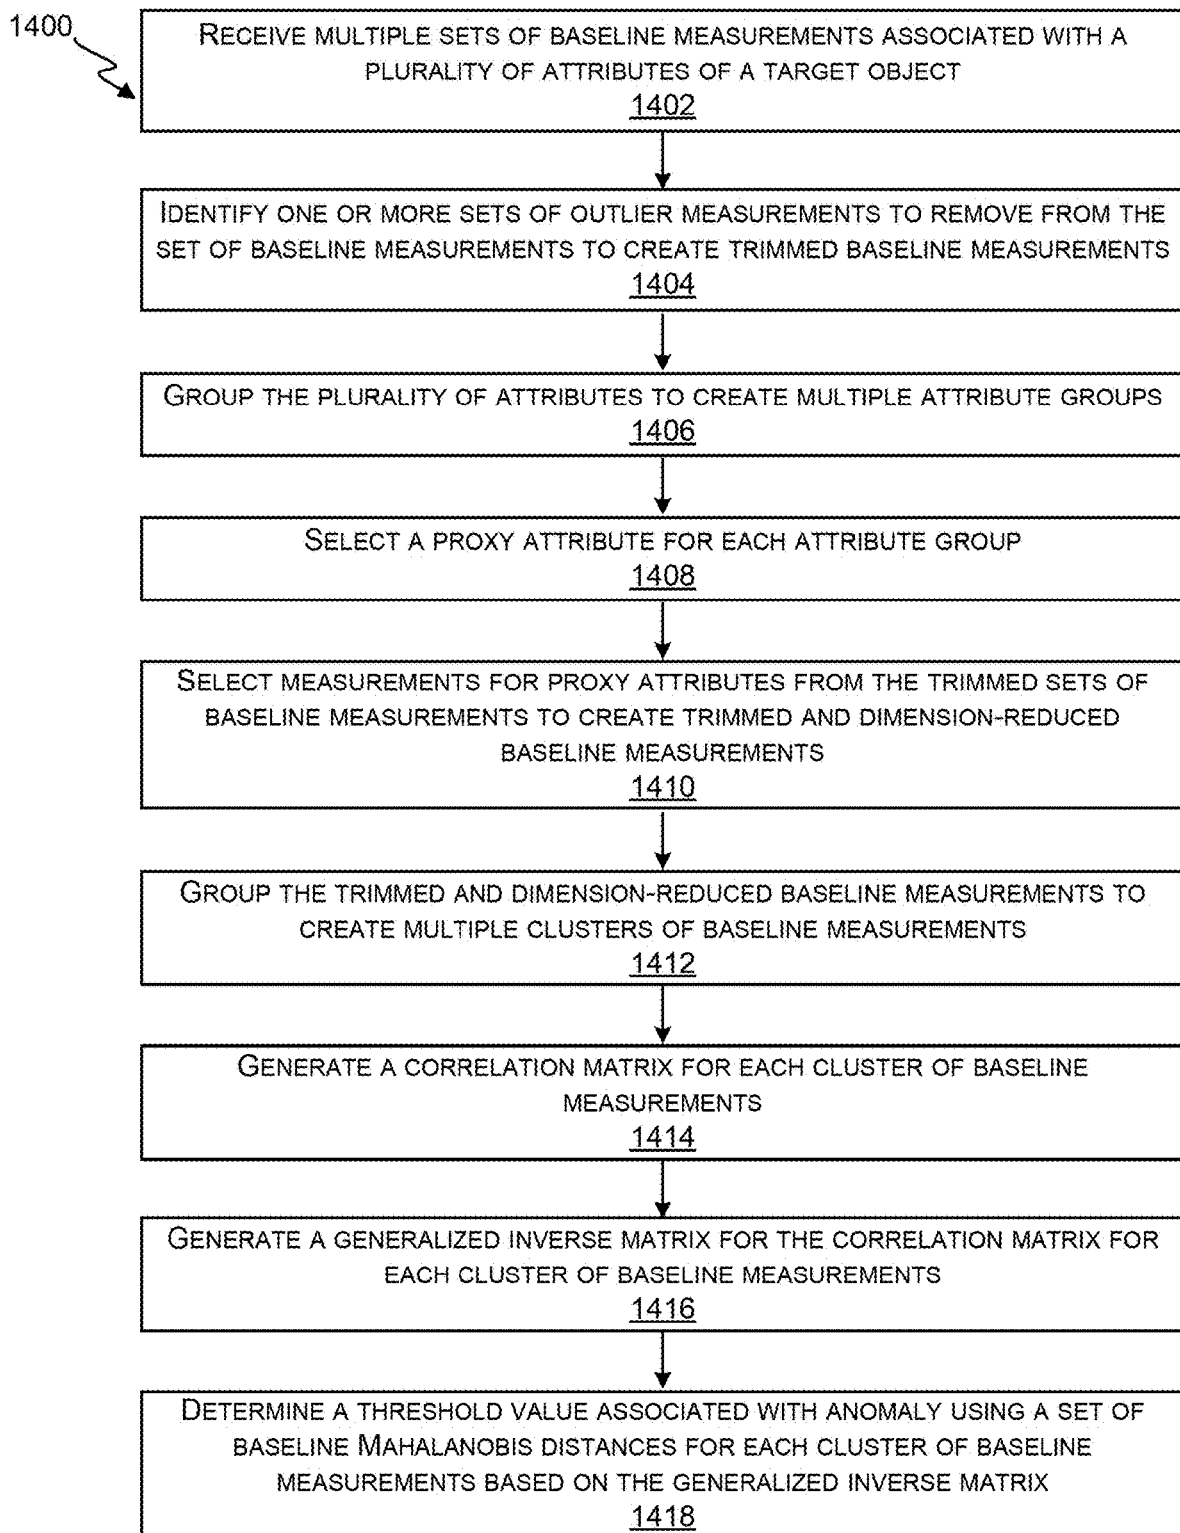 1400
RECEIVE MULTIPLE SETS OF BASELINE MEASUREMENTS ASSOCIATED WITH A
PLURALITY OF ATTRIBUTES OF A TARGET OBJECT
1402
IDENTIFY ONE OR MORE SETS OF OUTLIER MEASUREMENTS TO REMOVE FROM THE
SET OF BASELINE MEASUREMENTS TO CREATE TRIMMED BASELINE MEASUREMENTS
1404
GROUP THE PLURALITY OF ATTRIBUTES TO CREATE MULTIPLE ATTRIBUTE GROUPS
1406
SELECT A PROXY ATTRIBUTE FOR EACH ATTRIBUTE GROUP
1408
SELECT MEASUREMENTS FOR PROXY ATTRIBUTES FROM THE TRIMMED SETS OF
BASELINE MEASUREMENTS TO CREATE TRIMMED AND DIMENSION-REDUCED
BASELINE MEASUREMENTS
1410
GROUP THE TRIMMED AND DIMENSION-REDUCED BASELINE MEASUREMENTS TO
CREATE MULTIPLE CLUSTERS OF BASELINE MEASUREMENTS
1412
GENERATE A CORRELATION MATRIX FOR EACH CLUSTER OF BASELINE
MEASUREMENTS
1414
GENERATE A GENERALIZED INVERSE MATRIX FOR THE CORRELATION MATRIX FOR
EACH CLUSTER OF BASELINE MEASUREMENTS
1416
DETERMINE A THRESHOLD VALUE ASSOCIATED WITH ANOMALY USING A SET OF
BASELINE MAHALANOBIS DISTANCES FOR EACH CLUSTER OF BASELINE
MEASUREMENTS BASED ON THE GENERALIZED INVERSE MATRIX
1418